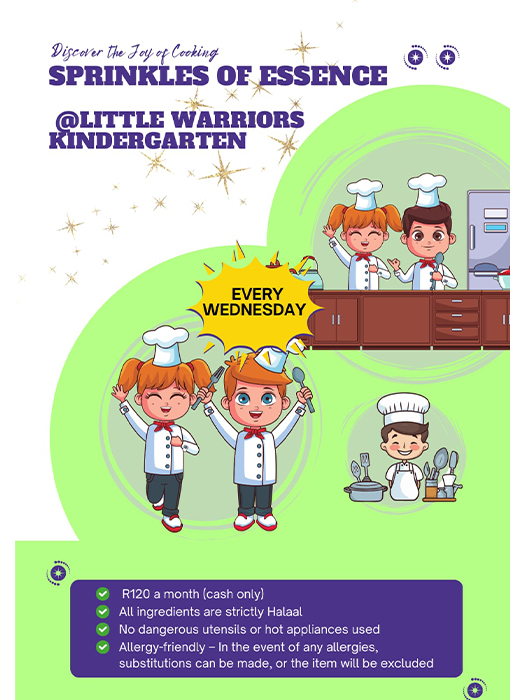 Discover the Joy of Cooking
SPRINKLES OF ESSENCE
@LITTLE WARRIORS
KINDERGARTEN
EVERY
WEDNESDAY
R120 a month (cash only)
All ingredients are strictly Halaal
No dangerous utensils or hot appliances used
Allergy-friendly – In the event of any allergies,
substitutions can be made, or the item will be excluded